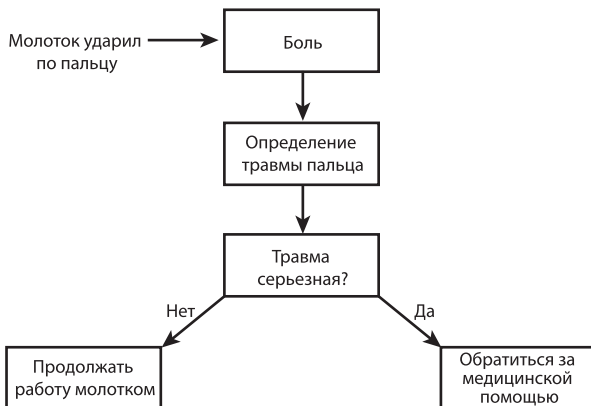 Молоток ударил
по пальцу
Боль
Определение
травмы пальца
Травма
серьезная?
Нет
Да
Продолжать
работу молотком
Обратиться за
медицинской
помощью